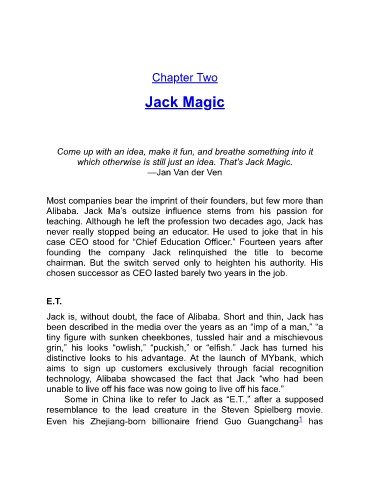 Chapter Two
Jack Magic
Come up with an idea, make it fun, and breathe something into it
which otherwise is still just an idea. That’s Jack Magic.
—Jan Van der Ven
Most companies bear the imprint of their founders, but few more than
Alibaba. Jack Ma’s outsize influence stems from his passion for
teaching. Although he left the profession two decades ago, Jack has
never really stopped being an educator. He used to joke that in his
case CEO stood for “Chief Education Officer.” Fourteen years after
founding the company Jack relinquished the title to become
chairman. But the switch served only to heighten his authority. His
chosen successor as CEO lasted barely two years in the job.
E.T.
Jack is, without doubt, the face of Alibaba. Short and thin, Jack has
been described in the media over the years as an “imp of a man,” “a
tiny figure with sunken cheekbones, tussled hair and a mischievous
grin,” his looks “owlish,” “puckish,” or “elfish.” Jack has turned his
distinctive looks to his advantage. At the launch of MYbank, which
aims to sign up customers exclusively through facial recognition
technology, Alibaba showcased the fact that Jack “who had been
unable to live off his face was now going to live off his face.”
Some in China like to refer to Jack as “E.T.,” after a supposed
resemblance to the lead creature in the Steven Spielberg movie.
Even his Zhejiang-born billionaire friend Guo Guangchang1 has